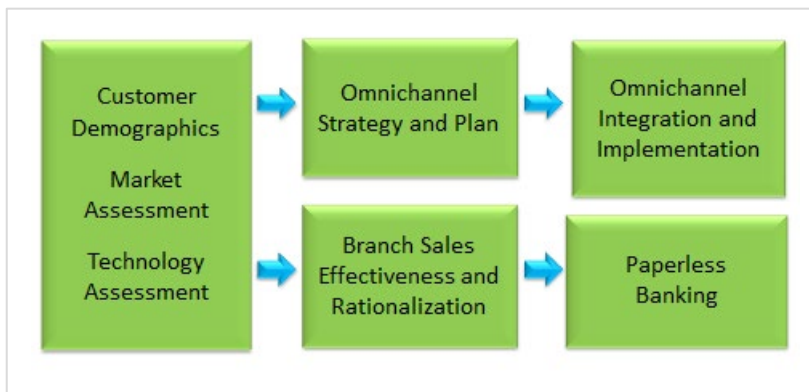 Customer
Demographics
Market
Assessment
Technology
Assessment
Omnichannel
Strategy and Plan
Omnichannel
Integration and
Implementation
Branch Sales
Effectiveness and
Rationalization
Paperless
Banking